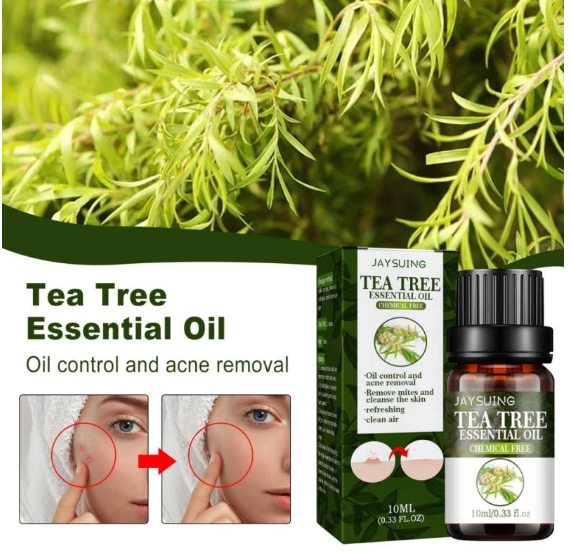 Tea Tree
Essential Oil
Oil control and acne removal
JAYSUING
TEA TREE
ESSENTIAL OIL
CHEMICAL FREE
·Oil control and
acne removal
·Remove mites and
cleanse the skin
·refreshing
·clean air
10ML
(0.33 FL.OZ)
JAYSUING
TEA TREE
ESSENTIAL OIL
CHEMICAL FREE
10ml/0.33 fl.oz